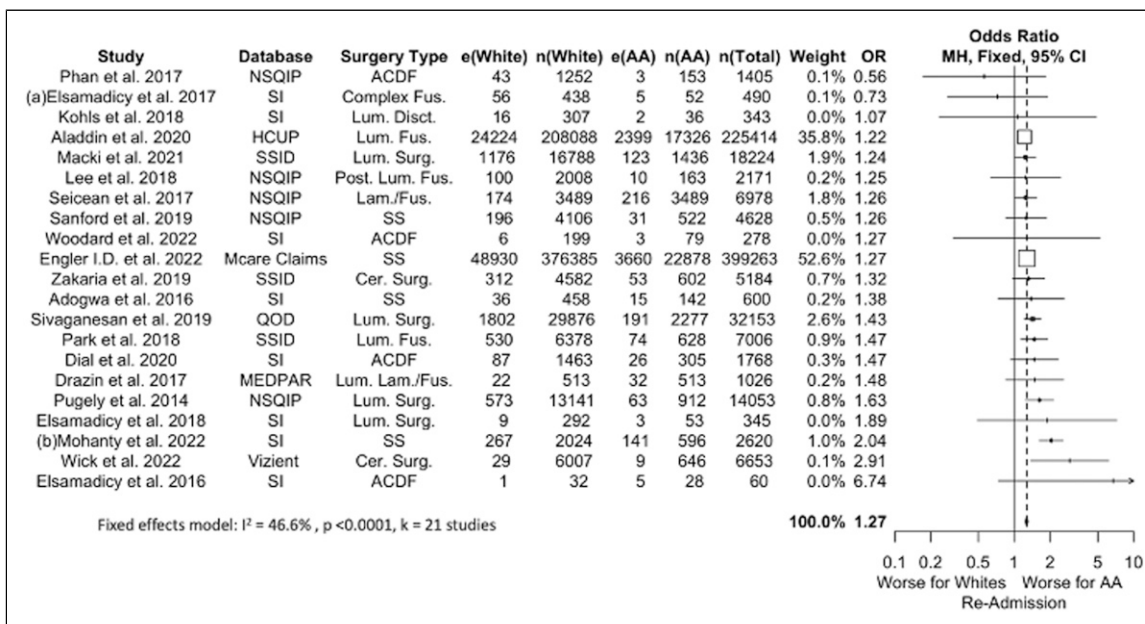 Odds Ratio
Study Database Surgery Type e(White) n(White) e(AA) n(AA) n(Total) Weight OR MH, Fixed, 95% CI
Phan et al. 2017 NSQIP ACDF 43 1252 3 153 1405 0.1% 0.56
(a)Elsamadicy et al. 2017 SI Complex Fus. 56 438 5 52 490 0.1% 0.73
Kohls et al. 2018 SI Lum. Disct. 16 307 2 36 343 0.0% 1.07
Aladdin et al. 2020 HCUP Lum. Fus. 24224 208088 2399 17326 225414 35.8% 1.22
Macki et al. 2021 SSID Lum. Surg. 1176 16788 123 1436 18224 1.9% 1.24
Lee et al. 2018 NSQIP Post. Lum. Fus. 100 2008 10 163 2171 0.2% 1.25
Seicean et al. 2017 NSQIP Lam./Fus. 174 3489 216 3489 6978 1.8% 1.26
Sanford et al. 2019 NSQIP SS 196 4106 31 522 4628 0.5% 1.26
Woodard et al. 2022 SI ACDF 6 199 3 79 278 0.0% 1.27
Engler I.D. et al. 2022 Mcare Claims SS 48930 376385 3660 22878 399263 52.6% 1.27
Zakaria et al. 2019 SSID Cer. Surg. 312 4582 53 602 5184 0.7% 1.32
Adogwa et al. 2016 SI SS 36 458 15 142 600 0.2% 1.38
Sivaganesan et al. 2019 QOD Lum. Surg. 1802 29876 191 2277 32153 2.6% 1.43
Park et al. 2018 SSID Lum. Fus. 530 6378 74 628 7006 0.9% 1.47
Dial et al. 2020 SI ACDF 87 1463 26 305 1768 0.3% 1.47
Drazin et al. 2017 MEDPAR Lum. Lam./Fus. 22 513 32 513 1026 0.2% 1.48
Pugely et al. 2014 NSQIP Lum. Surg. 573 13141 63 912 14053 0.8% 1.63
Elsamadicy et al. 2018 SI Lum. Surg. 9 292 3 53 345 0.0% 1.89
(b)Mohanty et al. 2022 SI SS 267 2024 141 596 2620 1.0% 2.04
Wick et al. 2022 Vizient Cer. Surg. 29 6007 9 646 6653 0.1% 2.91
Elsamadicy et al. 2016 SI ACDF 1 32 5 28 60 0.0% 6.74
Fixed effects model: I² = 46.6% , p <0.0001, k = 21 studies 100.0% 1.27
0.1 0.2 0.5 1 2 5 10
Worse for Whites Worse for AA
Re-Admission